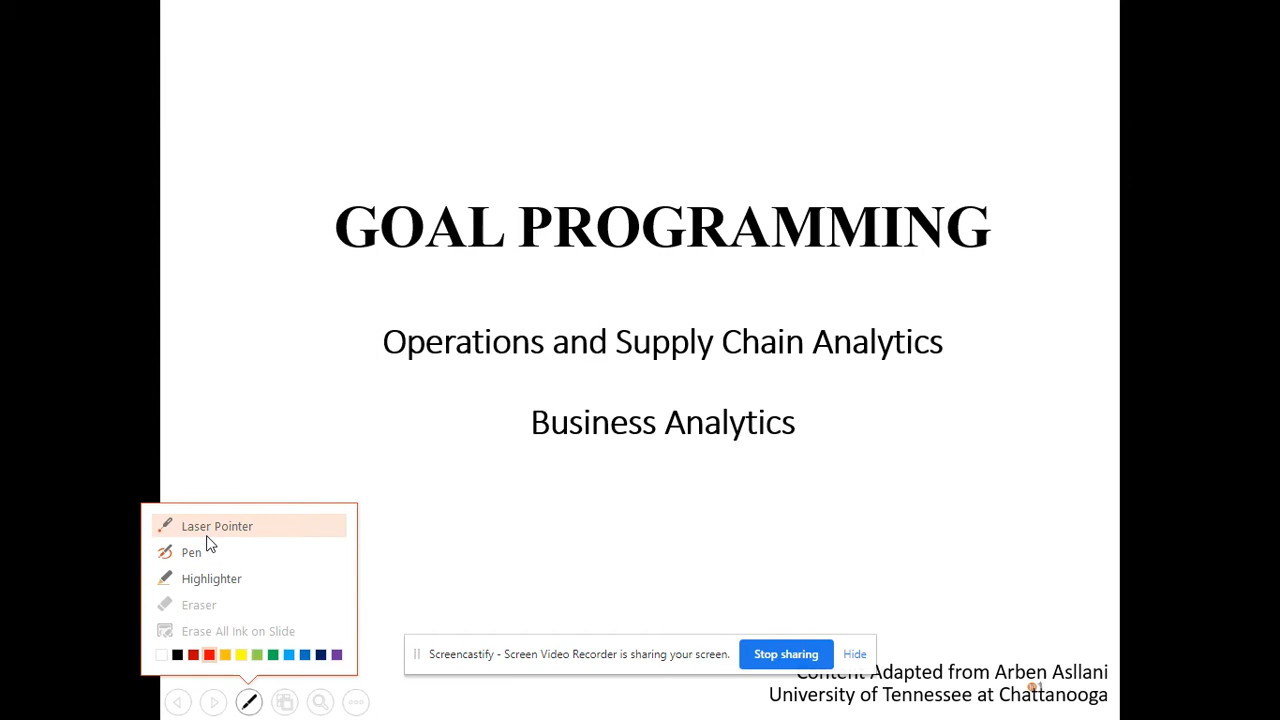 GOAL PROGRAMMING
Operations and Supply Chain Analytics
Business Analytics
Laser Pointer
Pen
Highlighter
Eraser
Erase All Ink on Slide
Screencastify - Screen Video Recorder is sharing your screen.
Stop sharing
Hide
Content Adapted from Arben Asllani
University of Tennessee at Chattanooga
1